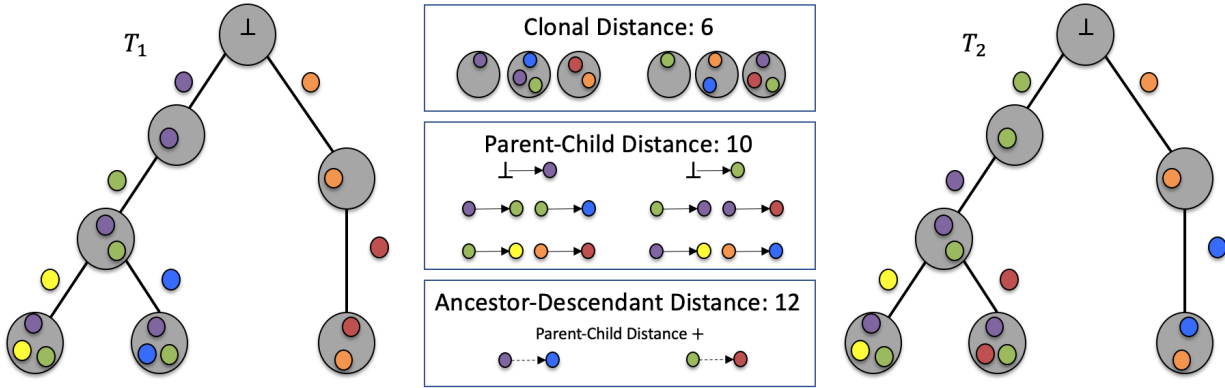 T₁
⊥
Clonal Distance: 6
Parent-Child Distance: 10
⊥
⊥
Ancestor-Descendant Distance: 12
Parent-Child Distance +
T₂
⊥